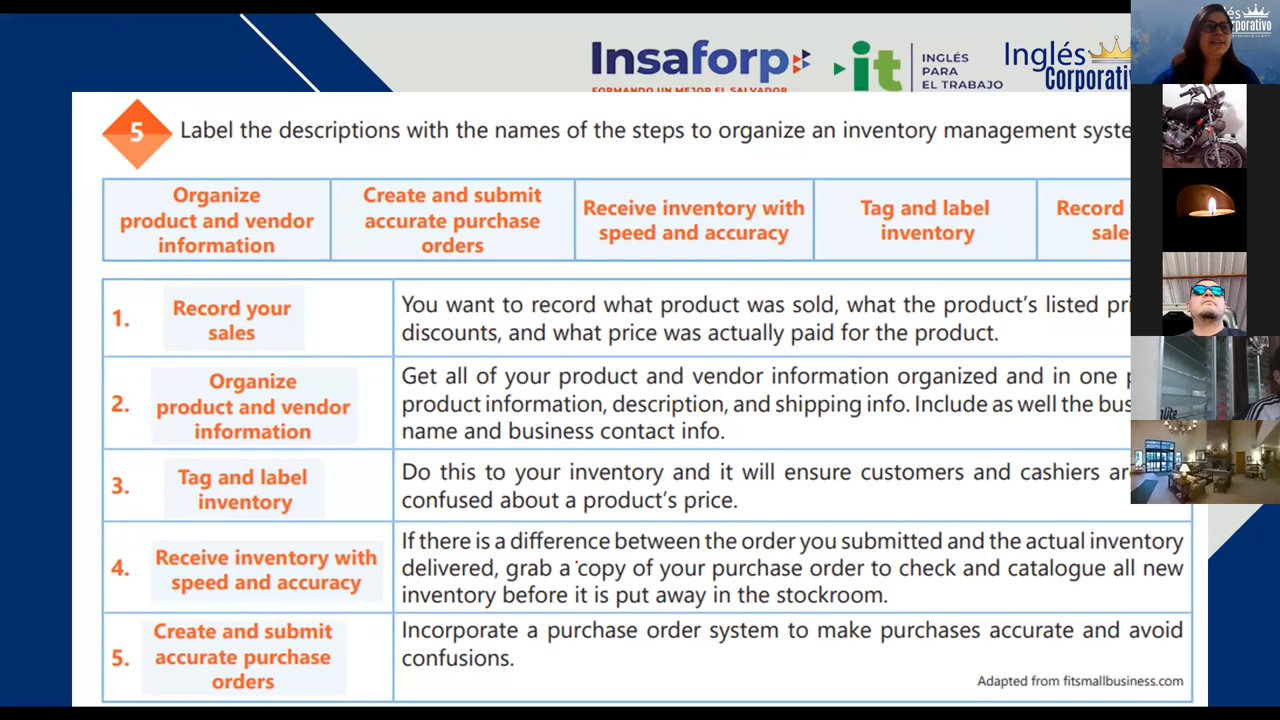 Insaforp
FORMANDO UN MEJOR EL SALVADOR
it
INGLÉS
PARA
EL TRABAJO
Inglés
Corporativo
5
Label the descriptions with the names of the steps to organize an inventory management
Organize
product and vendor
information
Create and submit
accurate purchase
orders
Receive inventory with
speed and accuracy
Tag and label
inventory
Record
1.
Record your
sales
You want to record what product was sold, what the product's listed
discounts, and what price was actually paid for the product.
2.
Organize
product and vendor
information
Get all of your product and vendor information organized and in one
product information, description, and shipping info. Include as well the
name and business contact info.
3.
Tag and label
inventory
Do this to your inventory and it will ensure customers and cashiers
confused about a product's price.
4.
Receive inventory with
speed and accuracy
If there is a difference between the order you submitted and the actual inventory
delivered, grab a copy of your purchase order to check and catalogue all new
inventory before it is put away in the stockroom.
5.
Create and submit
accurate purchase
orders
Incorporate a purchase order system to make purchases accurate and avoid
confusions.
Adapted from fitsmallbusiness.com